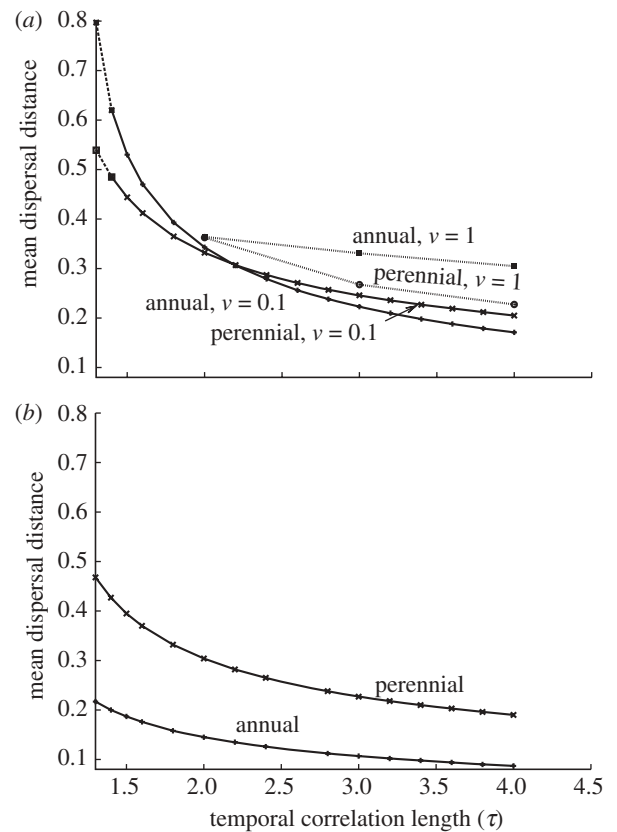 (a)
0.8
0.7
0.6
0.5
0.4
0.3
0.2
0.1
mean dispersal distance
annual, v = 1
perennial, v = 1
annual, v = 0.1
perennial, v = 0.1
(b)
0.8
0.7
0.6
0.5
0.4
0.3
0.2
0.1
mean dispersal distance
perennial
annual
1.5 2.0 2.5 3.0 3.5 4.0 4.5
temporal correlation length (τ)